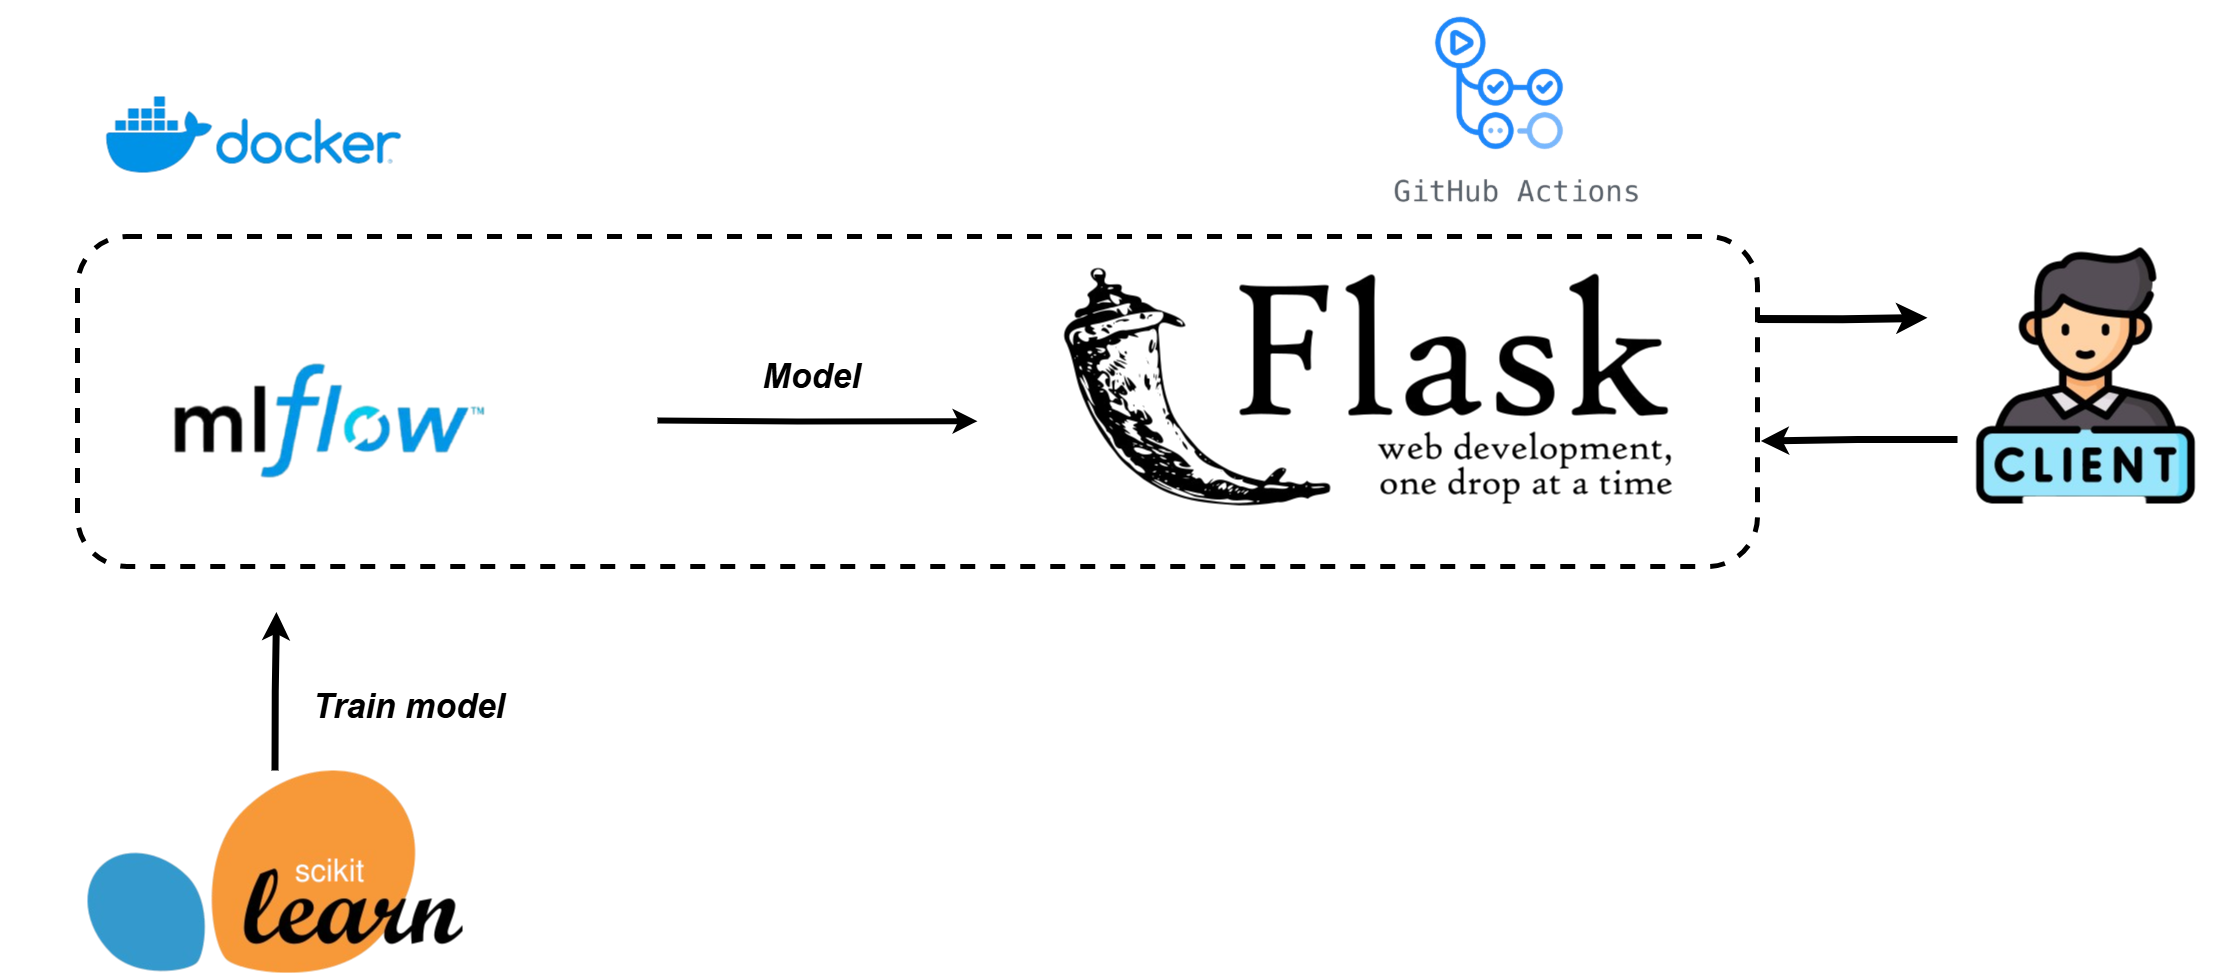 docker
GitHub Actions
mlflow™
Model
Flask
web development,
one drop at a time
CLIENT
Train model
scikit
learn